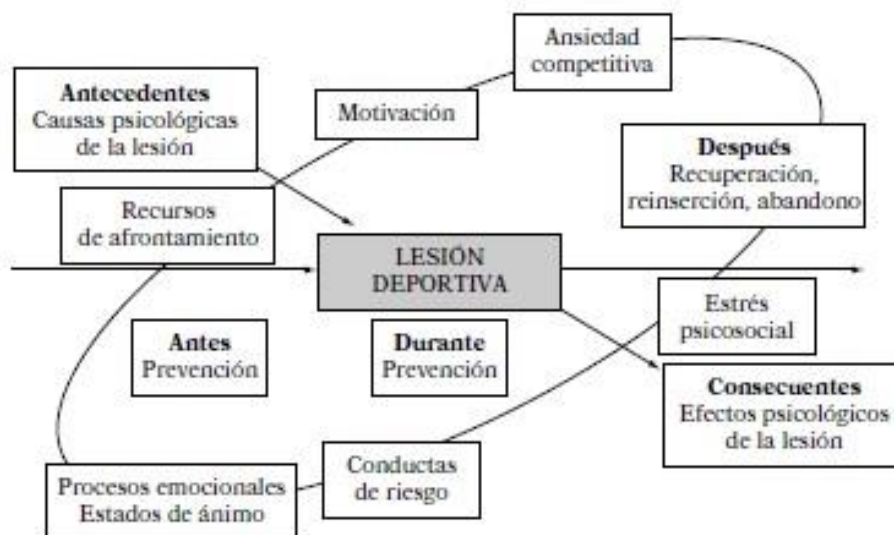 Ansiedad
competitiva
Antecedentes
Causas psicológicas
de la lesión
Motivación
Después
Recuperación,
reinserción, abandono
Recursos
de afrontamiento
LESIÓN
DEPORTIVA
Estrés
psicosocial
Antes
Prevención
Durante
Prevención
Consecuentes
Efectos psicológicos
de la lesión
Conductas
de riesgo
Procesos emocionales
Estados de ánimo